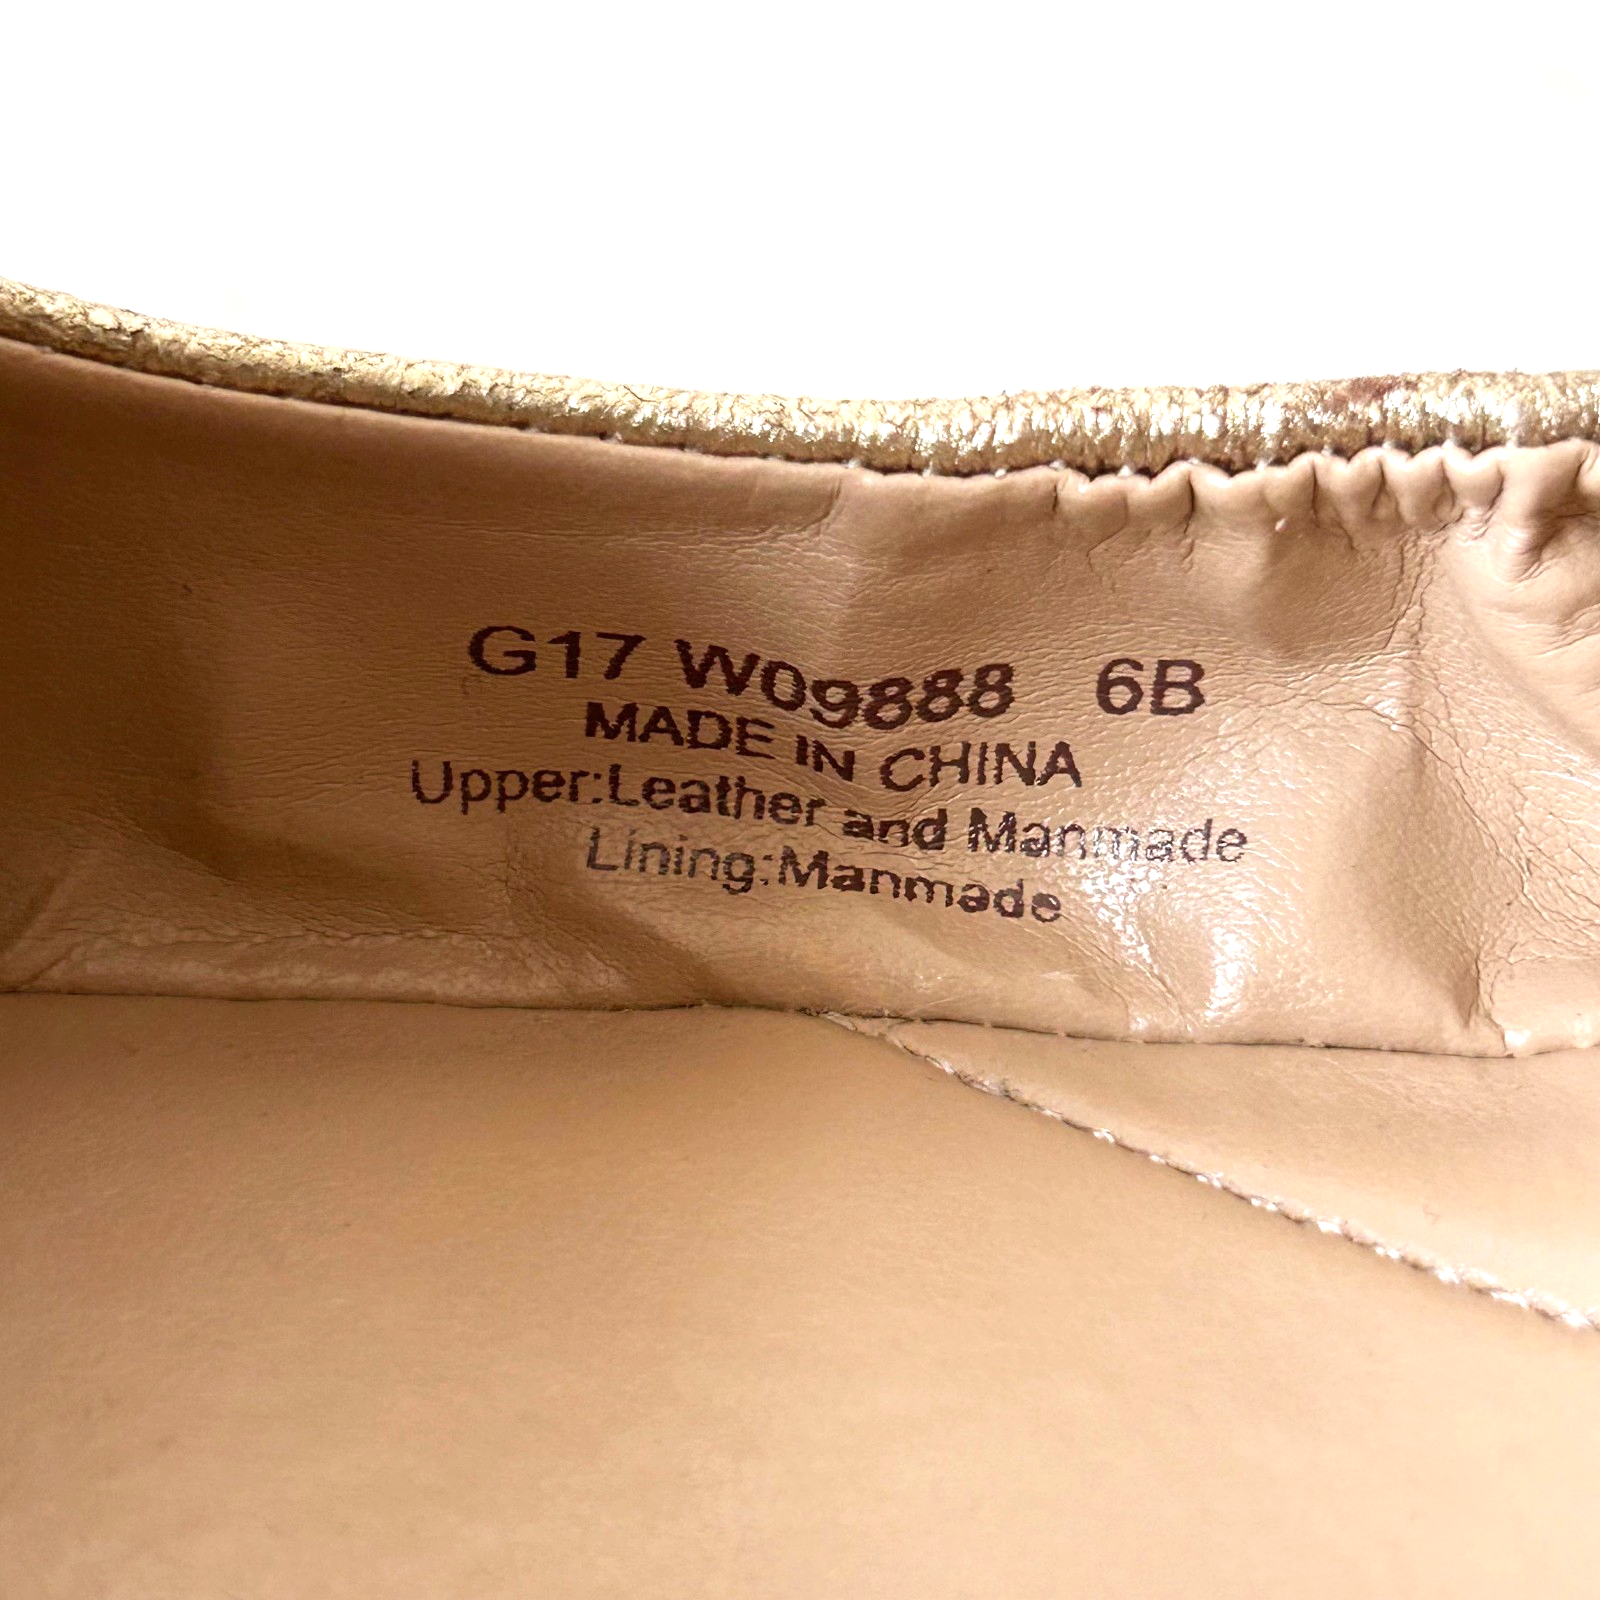 G17 W09888 6B
MADE IN CHINA
Upper:Leather and Manmade
Lining:Manmade